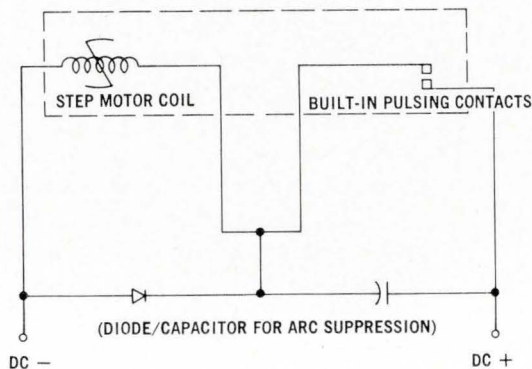 STEP MOTOR COIL
BUILT-IN PULSING CONTACTS
(DIODE/CAPACITOR FOR ARC SUPPRESSION)
DC —
DC +